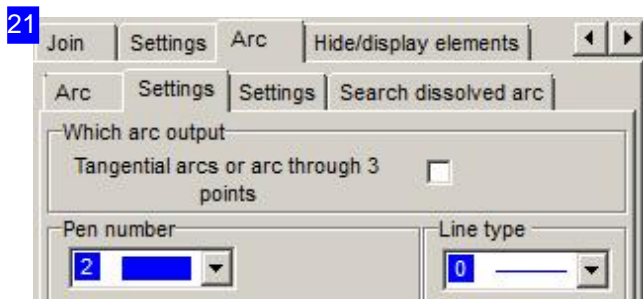 21
Join Settings Arc Hide/display elements
Arc Settings Settings Search dissolved arc
Which arc output
Tangential arcs or arc through 3
points
Pen number Line type
2 0